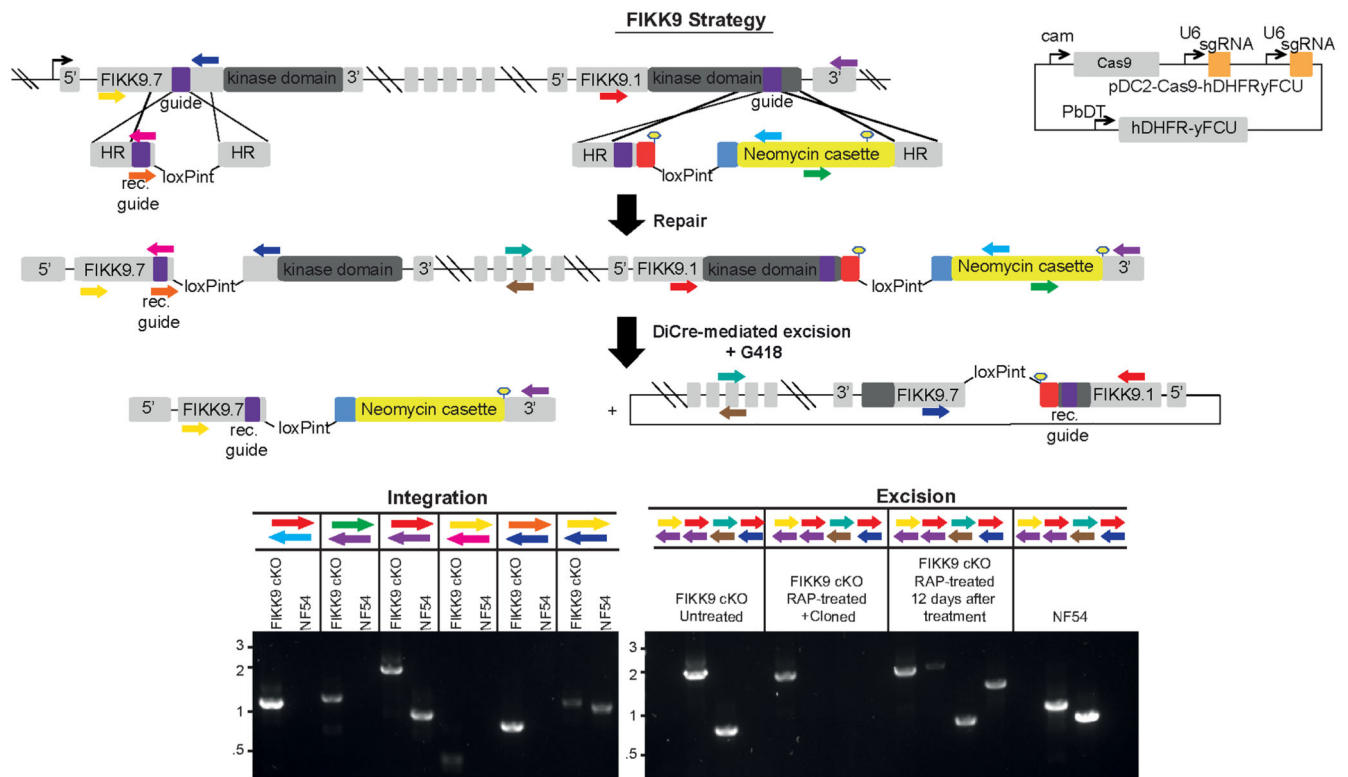 FIKK9 Strategy
5' FIKK9.7 kinase domain 3' 5' FIKK9.1 kinase domain 3'
guide guide
HR HR HR Neomycin casette HR
loxPint loxPint
rec.
guide
cam U6 sgRNA U6 sgRNA
Cas9
pDC2-Cas9-hDHFRyFCU
PbDT
hDHFR-yFCU
Repair
5' FIKK9.7 kinase domain 3' 5' FIKK9.1 kinase domain Neomycin casette 3'
loxPint loxPint
rec.
guide
DiCre-mediated excision
+ G418
loxPint
5' FIKK9.7 Neomycin casette 3' + 3' FIKK9.7 FIKK9.1 5'
rec. loxPint rec.
guide guide
Integration
FIKK9 cKO
NF54
FIKK9 cKO
NF54
FIKK9 cKO
NF54
FIKK9 cKO
NF54
FIKK9 cKO
NF54
FIKK9 cKO
NF54
3
2
1
.5
Excision
FIKK9 cKO
Untreated
FIKK9 cKO
RAP-treated
+Cloned
FIKK9 cKO
RAP-treated
12 days after
treatment
NF54
3
2
1
.5